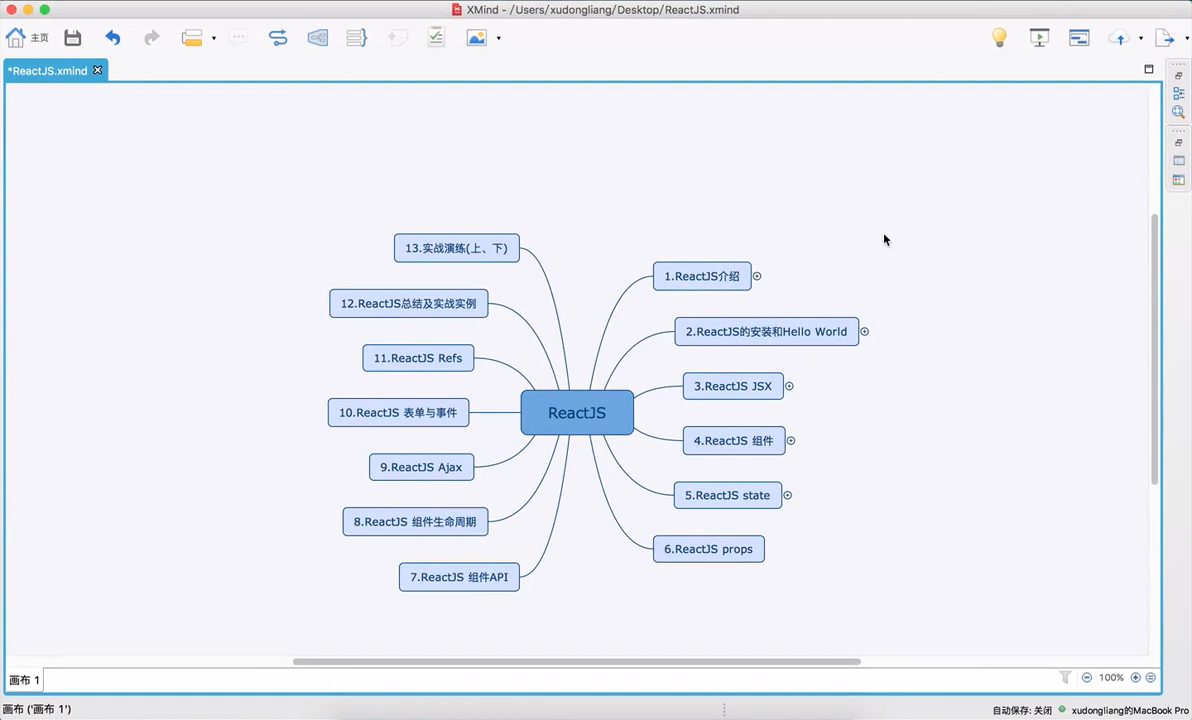 XMind - /Users/xudongliang/Desktop/ReactJS.xmind
主页
*ReactJS.xmind
13.实战演练(上、下)
1.ReactJS介绍
12.ReactJS总结及实战实例
2.ReactJS的安装和Hello World
11.ReactJS Refs
3.ReactJS JSX
10.ReactJS 表单与事件
ReactJS
4.ReactJS 组件
9.ReactJS Ajax
5.ReactJS state
8.ReactJS 组件生命周期
6.ReactJS props
7.ReactJS 组件API
画布 1
100%
画布 ('画布 1')
自动保存: 关闭
xudongliang的MacBook Pro